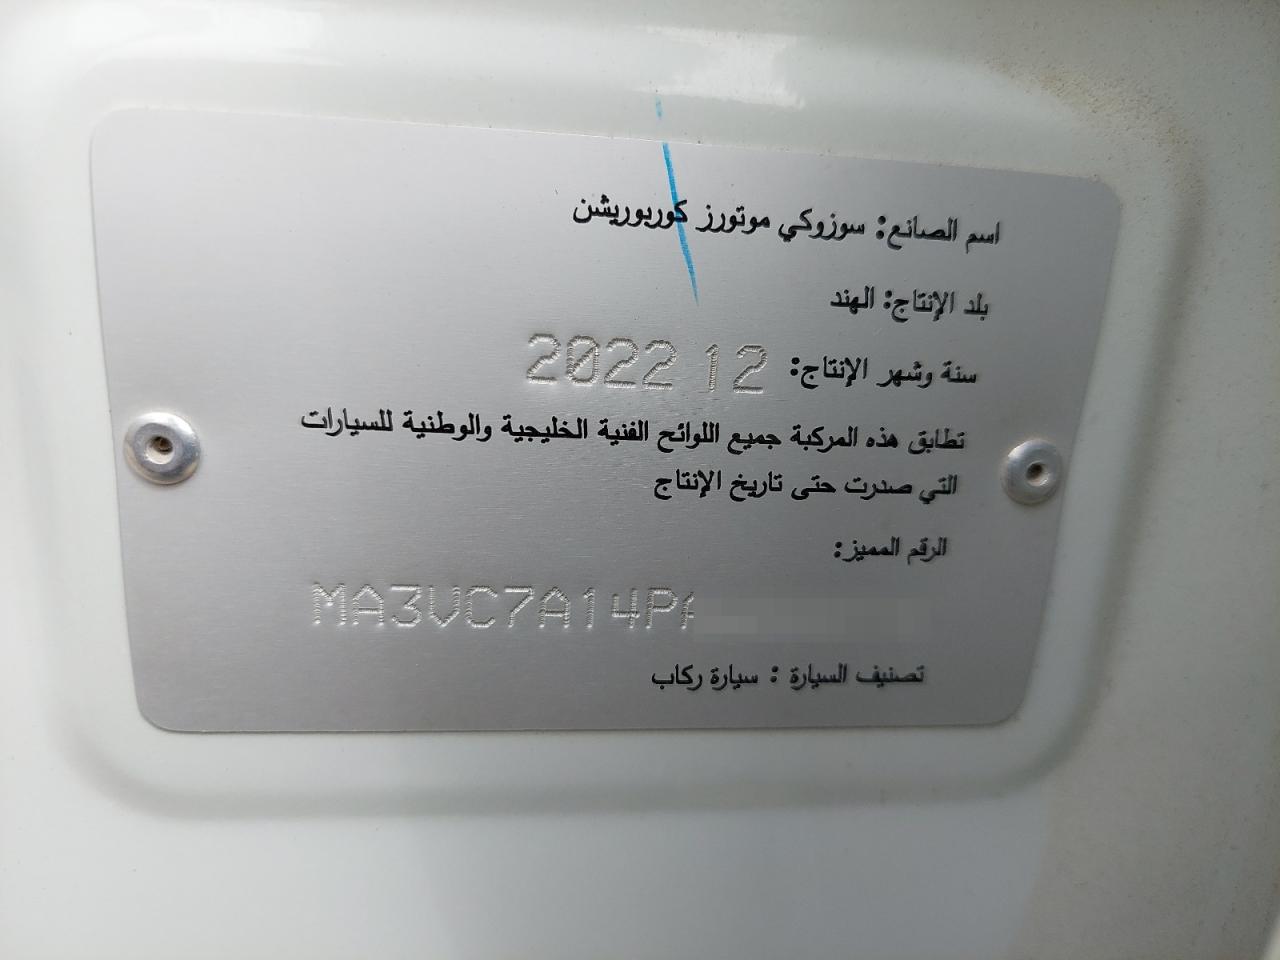 اسم الصانع: سوزوكي موتورز كوربوريشن
بلد الإنتاج: الهند
سنة وشهر الإنتاج: 2022 12
تطابق هذه المركبة جميع اللوائح الفنية الخليجية والوطنية للسيارات
التي صدرت حتى تاريخ الإنتاج
الرقم المميز:
MA3VC7A14PA
تصنيف السيارة : سيارة ركاب